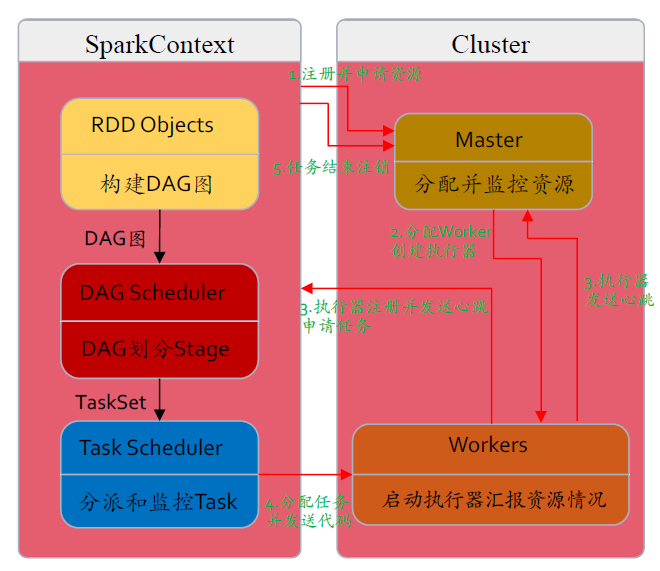 SparkContext
Cluster
1.注册并申请资源
RDD Objects
构建DAG图
Master
分配并监控资源
5.任务结束注销
DAG图
2.分配Worker
创建执行器
DAG Scheduler
DAG划分Stage
3.执行器注册并发送心跳
申请任务
3.执行器
发送心跳
TaskSet
Task Scheduler
分派和监控Task
Workers
启动执行器汇报资源情况
4.分配任务
并发送代码